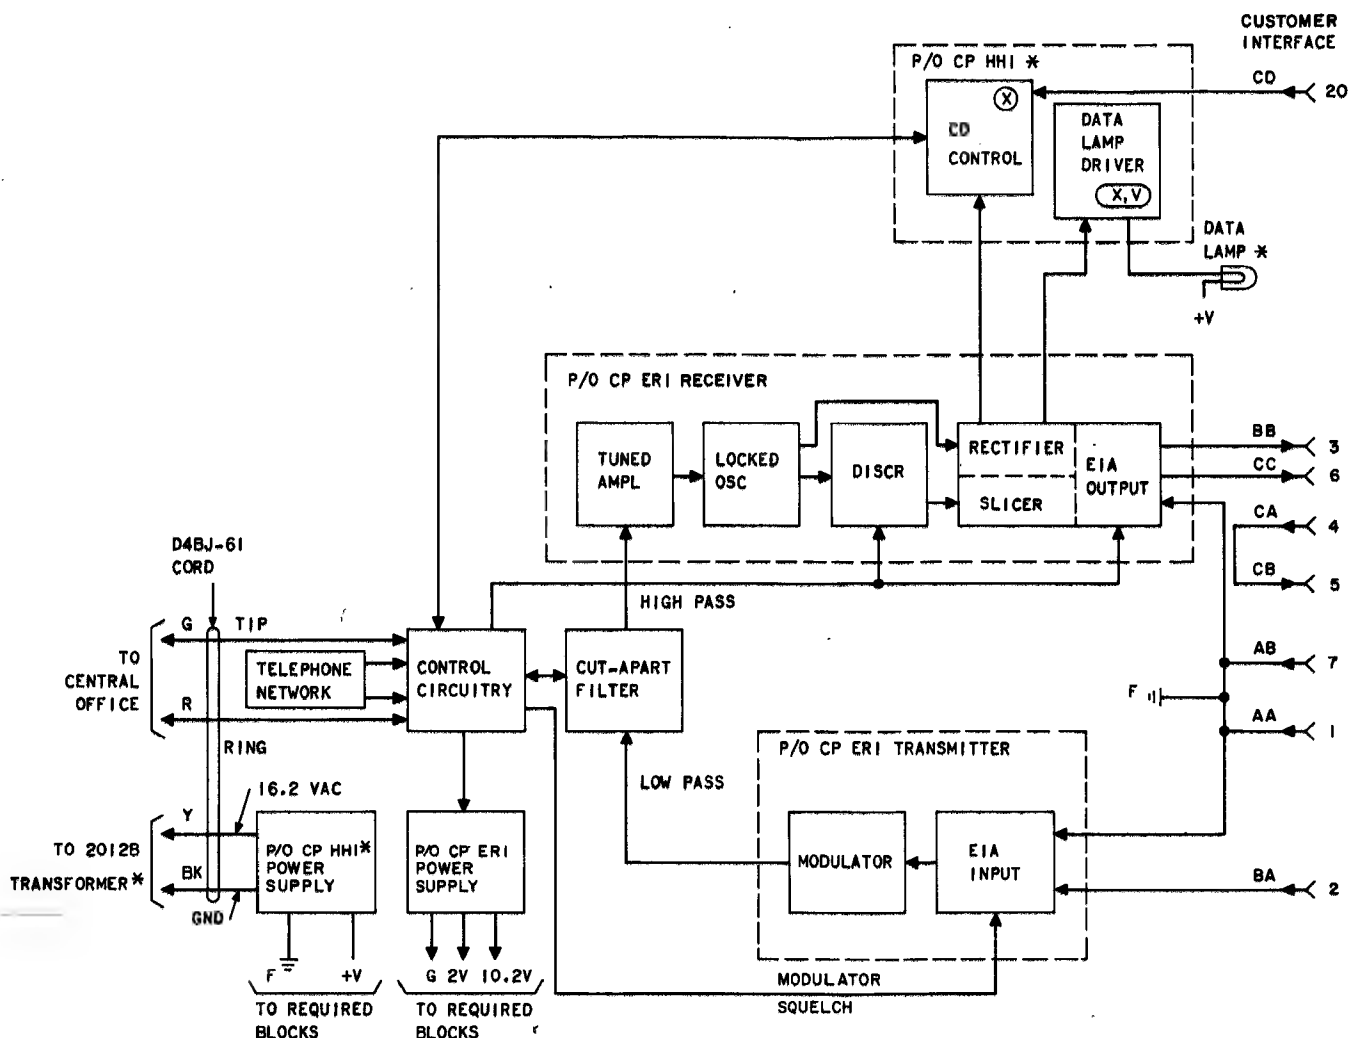 CUSTOMER
INTERFACE
P/O CP HH1 *
CD
20
X
CD
CONTROL
DATA
LAMP
DRIVER
X,V
DATA
LAMP *
+V
P/O CP ER1 RECEIVER
TUNED
AMPL
LOCKED
OSC
DISCR
RECTIFIER
SLICER
EIA
OUTPUT
BB
3
CC
6
CA
4
CB
5
D4BJ-61
CORD
HIGH PASS
G
TIP
TO
CENTRAL
OFFICE
TELEPHONE
NETWORK
CONTROL
CIRCUITRY
CUT-APART
FILTER
R
RING
AB
7
F
AA
1
P/O CP ER1 TRANSMITTER
LOW PASS
16.2 VAC
Y
TO 2012B
TRANSFORMER *
BK
GND
P/O CP HH1*
POWER
SUPPLY
P/O CP ER1
POWER
SUPPLY
MODULATOR
EIA
INPUT
BA
2
F
+V
G 2V 10.2V
MODULATOR
SQUELCH
TO REQUIRED
BLOCKS
TO REQUIRED
BLOCKS